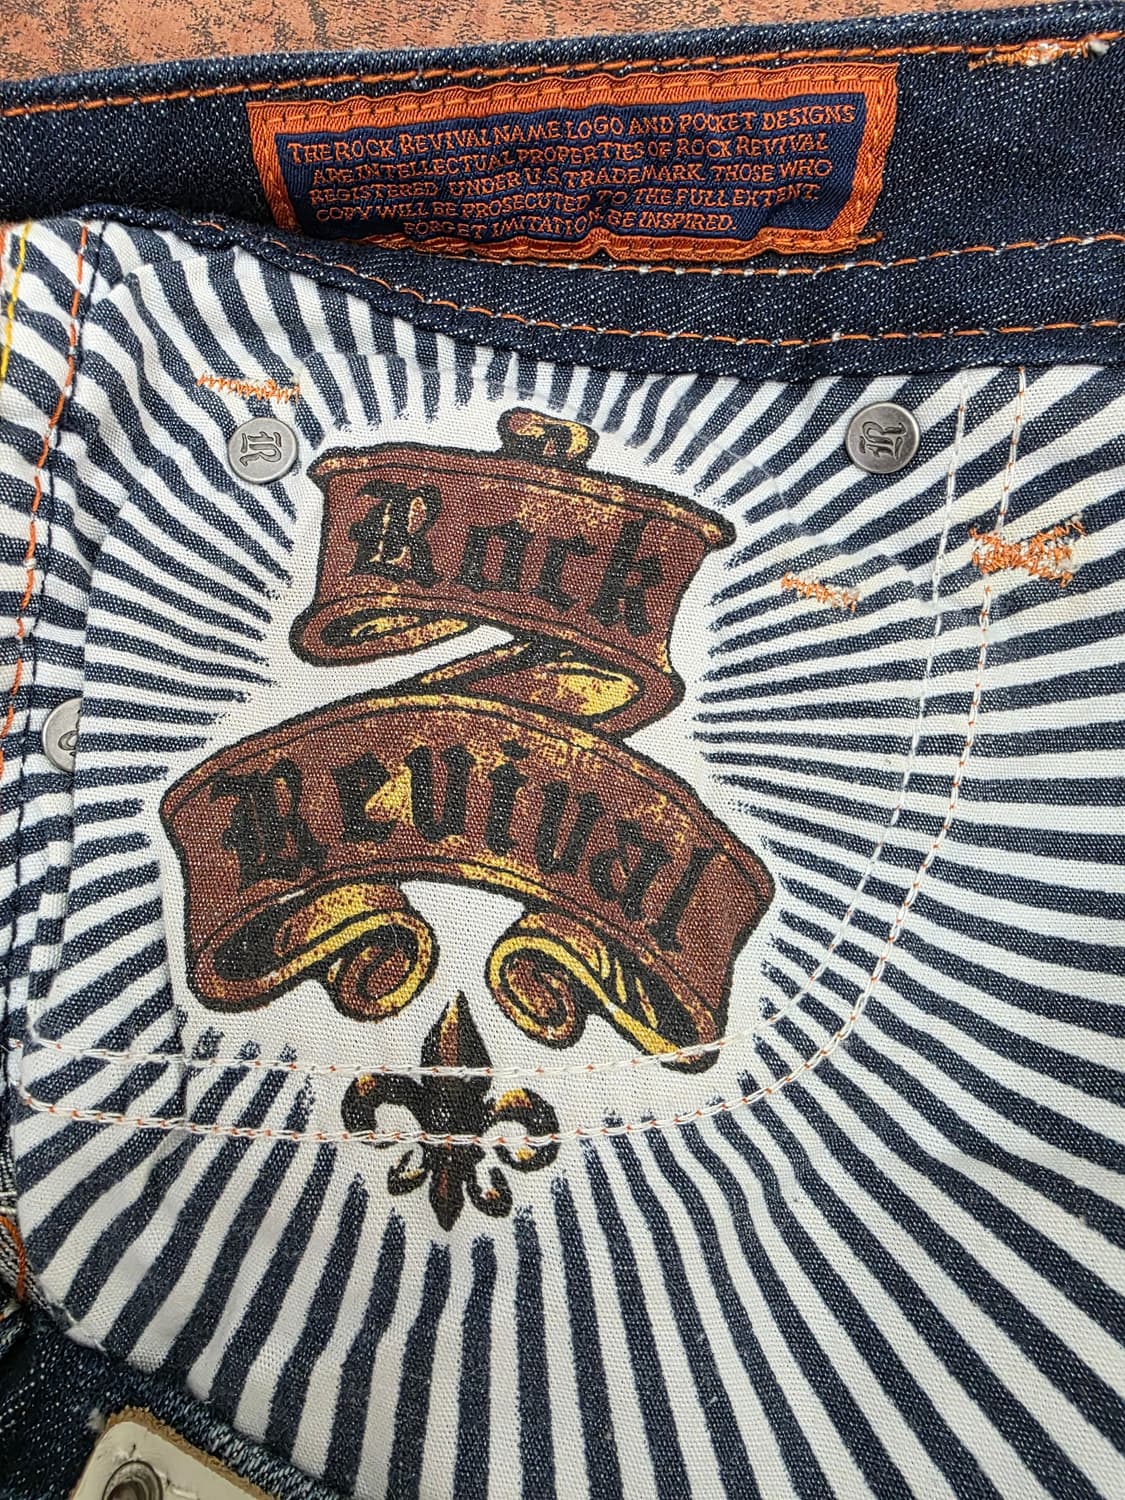 THE ROCK REVIVAL NAME LOGO AND POCKET DESIGNS
ARE INTELLECTUAL PROPERTIES OF ROCK REVIVAL
REGISTERED UNDER U.S TRADEMARK. THOSE WHO
COPY WILL BE PROSECUTED TO THE FULL EXTENT.
FORGET IMITATION, BE INSPIRED.
R
R
Rock
Revival